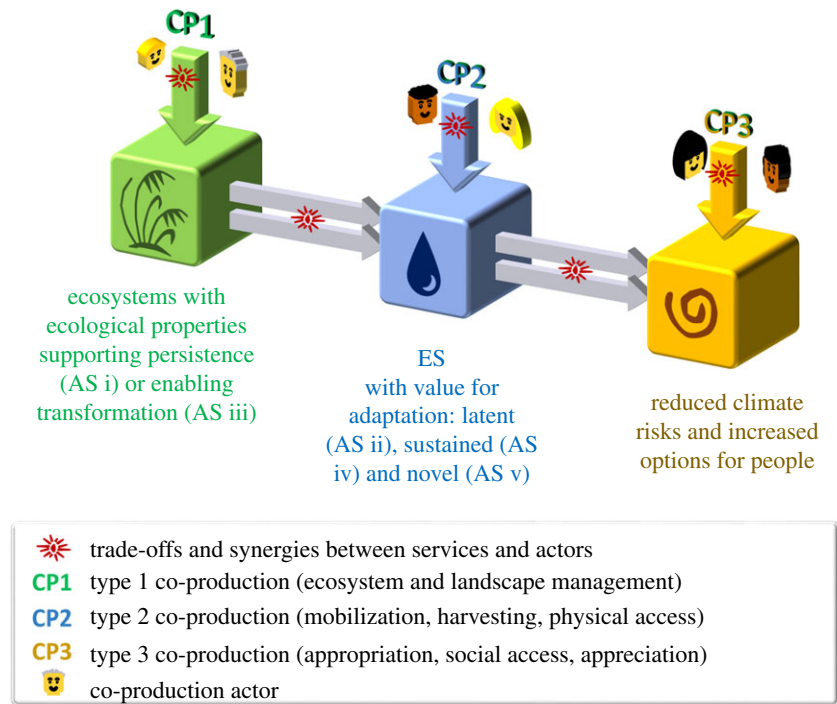 CP1
CP2
CP3
ecosystems with
ecological properties
supporting persistence
(AS i) or enabling
transformation (AS iii)
ES
with value for
adaptation: latent
(AS ii), sustained (AS
iv) and novel (AS v)
reduced climate
risks and increased
options for people
trade-offs and synergies between services and actors
CP1 type 1 co-production (ecosystem and landscape management)
CP2 type 2 co-production (mobilization, harvesting, physical access)
CP3 type 3 co-production (appropriation, social access, appreciation)
co-production actor